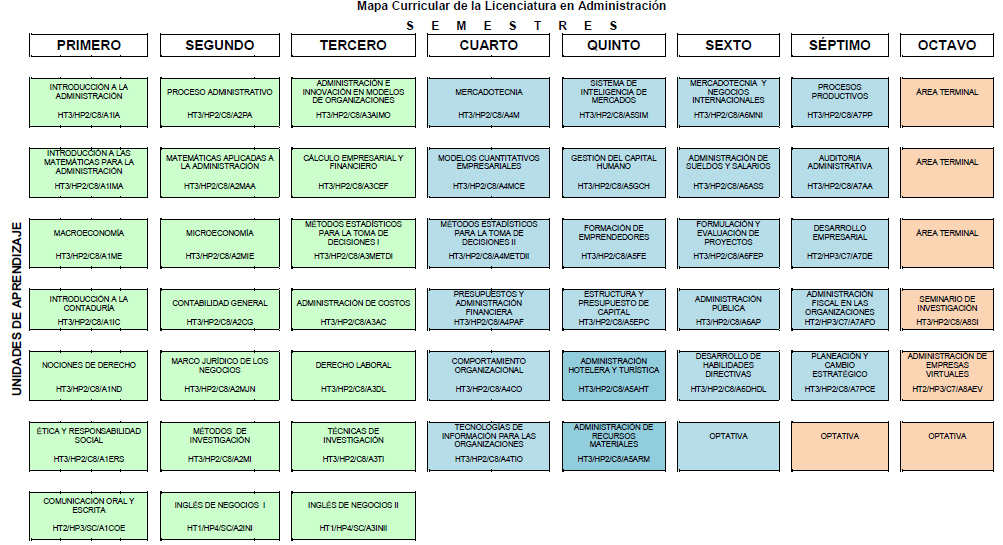 Mapa Curricular de la Licenciatura en Administración
S E M E S T R E S
PRIMERO
SEGUNDO
TERCERO
CUARTO
QUINTO
SEXTO
SÉPTIMO
OCTAVO
UNIDADES DE APRENDIZAJE
INTRODUCCIÓN A LA
ADMINISTRACIÓN
HT3/HP2/C8/A1IA
PROCESO ADMINISTRATIVO
HT3/HP2/C8/A2PA
ADMINISTRACIÓN E
INNOVACIÓN EN MODELOS
DE ORGANIZACIONES
HT3/HP2/C8/A3AIMO
MERCADOTECNIA
HT3/HP2/C8/A4M
SISTEMA DE
INTELIGENCIA DE
MERCADOS
HT3/HP2/C8/A5SIM
MERCADOTECNIA Y
NEGOCIOS
INTERNACIONALES
HT3/HP2/C8/A6MNI
PROCESOS
PRODUCTIVOS
HT3/HP2/C8/A7PP
ÁREA TERMINAL
INTRODUCCIÓN A LAS
MATEMÁTICAS PARA LA
ADMINISTRACIÓN
HT3/HP2/C8/A1IMA
MATEMÁTICAS APLICADAS A
LA ADMINISTRACIÓN
HT3/HP2/C8/A2MAA
CÁLCULO EMPRESARIAL Y
FINANCIERO
HT3/HP2/C8/A3CEF
MODELOS CUANTITATIVOS
EMPRESARIALES
HT3/HP2/C8/A4MCE
GESTIÓN DEL CAPITAL
HUMANO
HT3/HP2/C8/A5GCH
ADMINISTRACIÓN DE
SUELDOS Y SALARIOS
HT3/HP2/C8/A6ASS
AUDITORIA
ADMINISTRATIVA
HT3/HP2/C8/A7AA
ÁREA TERMINAL
MACROECONOMÍA
HT3/HP2/C8/A1ME
MICROECONOMÍA
HT3/HP2/C8/A2MIE
MÉTODOS ESTADÍSTICOS
PARA LA TOMA DE
DECISIONES I
HT3/HP2/C8/A3METDI
MÉTODOS ESTADÍSTICOS
PARA LA TOMA DE
DECISIONES II
HT3/HP2/C8/A4METDII
FORMACIÓN DE
EMPRENDEDORES
HT3/HP2/C8/A5FE
FORMULACIÓN Y
EVALUACIÓN DE
PROYECTOS
HT3/HP2/C8/A6FEP
DESARROLLO
EMPRESARIAL
HT2/HP3/C7/A7DE
ÁREA TERMINAL
INTRODUCCIÓN A LA
CONTADURÍA
HT3/HP2/C8/A1IC
CONTABILIDAD GENERAL
HT3/HP2/C8/A2CG
ADMINISTRACIÓN DE COSTOS
HT3/HP2/C8/A3AC
PRESUPUESTOS Y
ADMINISTRACIÓN
FINANCIERA
HT3/HP2/C8/A4PAF
ESTRUCTURA Y
PRESUPUESTO DE
CAPITAL
HT3/HP2/C8/A5EPC
ADMINISTRACIÓN
PÚBLICA
HT3/HP2/C8/A6AP
ADMINISTRACIÓN
FISCAL EN LAS
ORGANIZACIONES
HT2/HP3/C7/A7AFO
SEMINARIO DE
INVESTIGACIÓN
HT3/HP2/C8/A8SI
NOCIONES DE DERECHO
HT3/HP2/C8/A1ND
MARCO JURÍDICO DE LOS
NEGOCIOS
HT3/HP2/C8/A2MJN
DERECHO LABORAL
HT3/HP2/C8/A3DL
COMPORTAMIENTO
ORGANIZACIONAL
HT3/HP2/C8/A4CO
ADMINISTRACIÓN
HOTELERA Y TURÍSTICA
HT3/HP2/C8/A5AHT
DESARROLLO DE
HABILIDADES
DIRECTIVAS
HT3/HP2/C8/A6DHDL
PLANEACIÓN Y
CAMBIO
ESTRATÉGICO
HT3/HP2/C8/A7PCE
ADMINISTRACIÓN DE
EMPRESAS
VIRTUALES
HT2/HP3/C7/A8AEV
ÉTICA Y RESPONSABILIDAD
SOCIAL
HT3/HP2/C8/A1ERS
MÉTODOS DE
INVESTIGACIÓN
HT3/HP2/C8/A2MI
TÉCNICAS DE
INVESTIGACIÓN
HT3/HP2/C8/A3TI
TECNOLOGÍAS DE
INFORMACIÓN PARA LAS
ORGANIZACIONES
HT3/HP2/C8/A4TIO
ADMINISTRACIÓN DE
RECURSOS
MATERIALES
HT3/HP2/C8/A5ARM
OPTATIVA
OPTATIVA
OPTATIVA
COMUNICACIÓN ORAL Y
ESCRITA
HT2/HP3/SC/A1COE
INGLÉS DE NEGOCIOS I
HT1/HP4/SC/A2INI
INGLÉS DE NEGOCIOS II
HT1/HP4/SC/A3INII